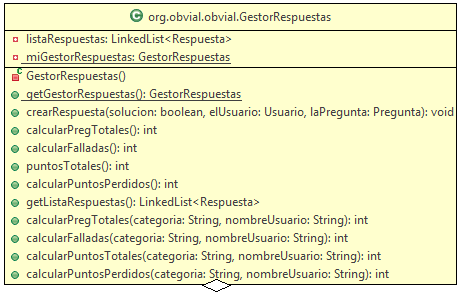 org.obvial.obvial.GestorRespuestas
listaRespuestas: LinkedList<Respuesta>
miGestorRespuestas: GestorRespuestas
GestorRespuestas()
getGestorRespuestas(): GestorRespuestas
crearRespuesta(solucion: boolean, elUsuario: Usuario, laPregunta: Pregunta): void
calcularPregTotales(): int
calcularFalladas(): int
puntosTotales(): int
calcularPuntosPerdidos(): int
getListaRespuestas(): LinkedList<Respuesta>
calcularPregTotales(categoria: String, nombreUsuario: String): int
calcularFalladas(categoria: String, nombreUsuario: String): int
calcularPuntosTotales(categoria: String, nombreUsuario: String): int
calcularPuntosPerdidos(categoria: String, nombreUsuario: String): int